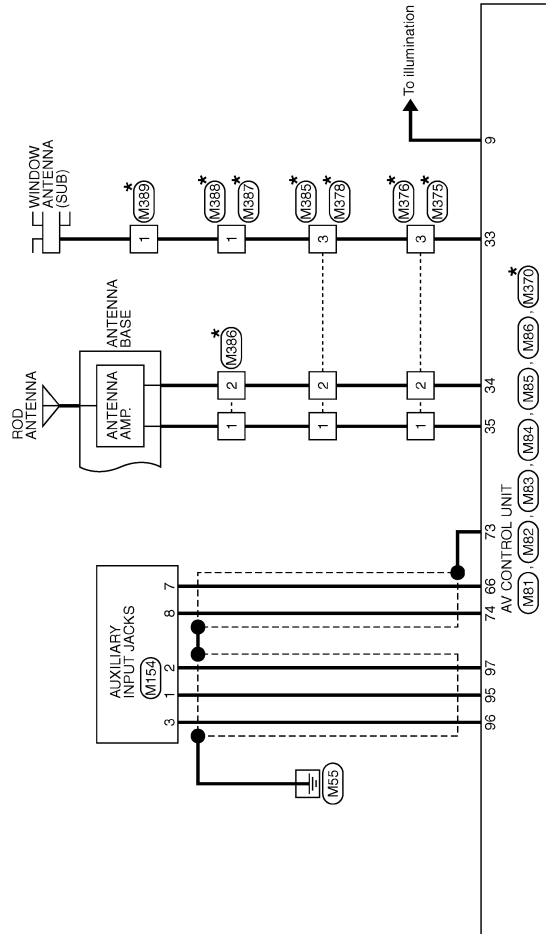 ROD
ANTENNA
WINDOW
ANTENNA
(SUB)
ANTENNA
BASE
ANTENNA
AMP.
AUXILIARY
INPUT JACKS
M154
3 1 2 8 7
M55
M386*
1 2
1 M389*
1 M388*
M387*
1 2 3 M385*
M378*
1 2 3 M376*
M375*
To illumination
96 95 97 74 66 73 35 34 33 9
AV CONTROL UNIT
M81 , M82 , M83 , M84 , M85 , M86 , M370*